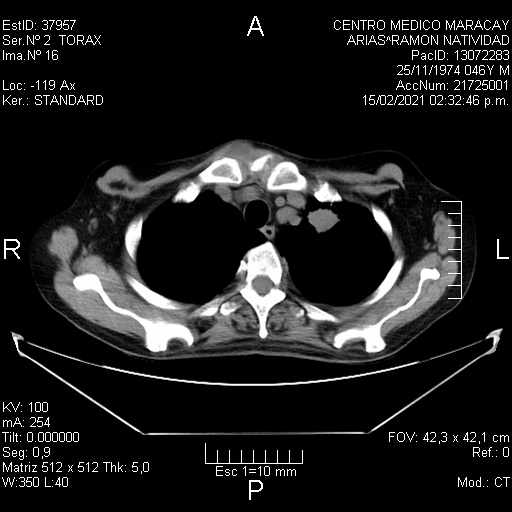 A
EstID: 37957
Ser.Nº 2 TORAX
Ima.Nº 16
Loc: -119 Ax
Ker.: STANDARD
CENTRO MEDICO MARACAY
ARIAS^RAMON NATIVIDAD
PacID: 13072283
25/11/1974 046Y M
AccNum: 21725001
15/02/2021 02:32:46 p.m.
R
L
KV: 100
mA: 254
Tilt: 0.000000
Seg: 0,9
Matriz 512 x 512 Thk: 5,0
W:350 L:40
Esc 1=10 mm
P
FOV: 42,3 x 42,1 cm
Ref.: 0
Mod.: CT